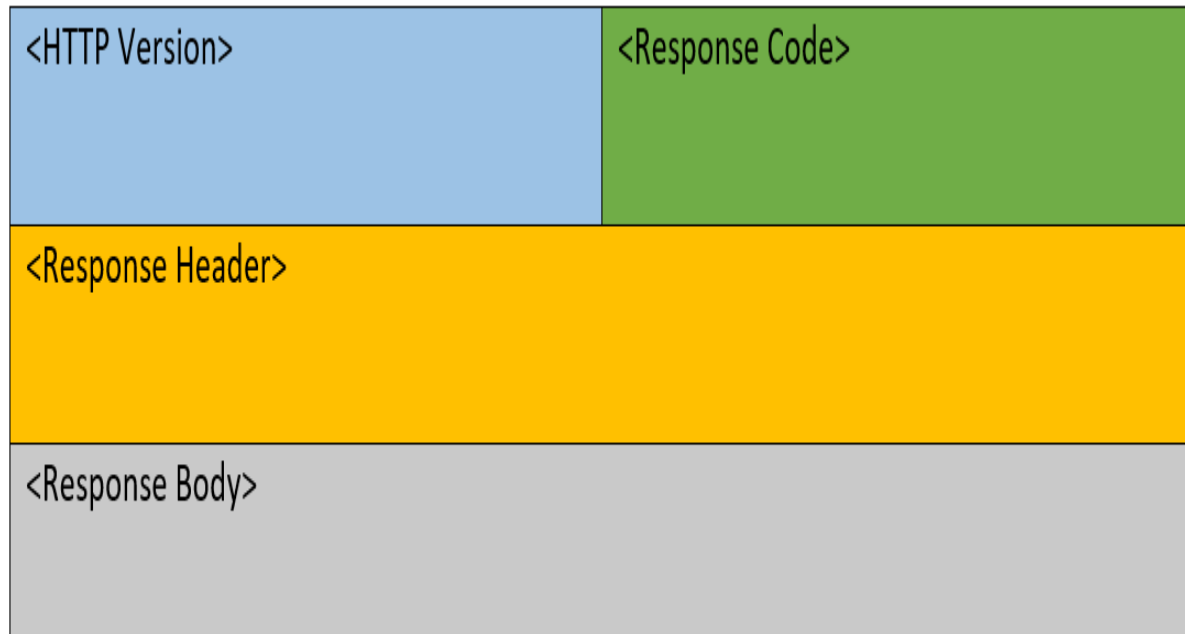 <HTTP Version>
<Response Code>
<Response Header>
<Response Body>